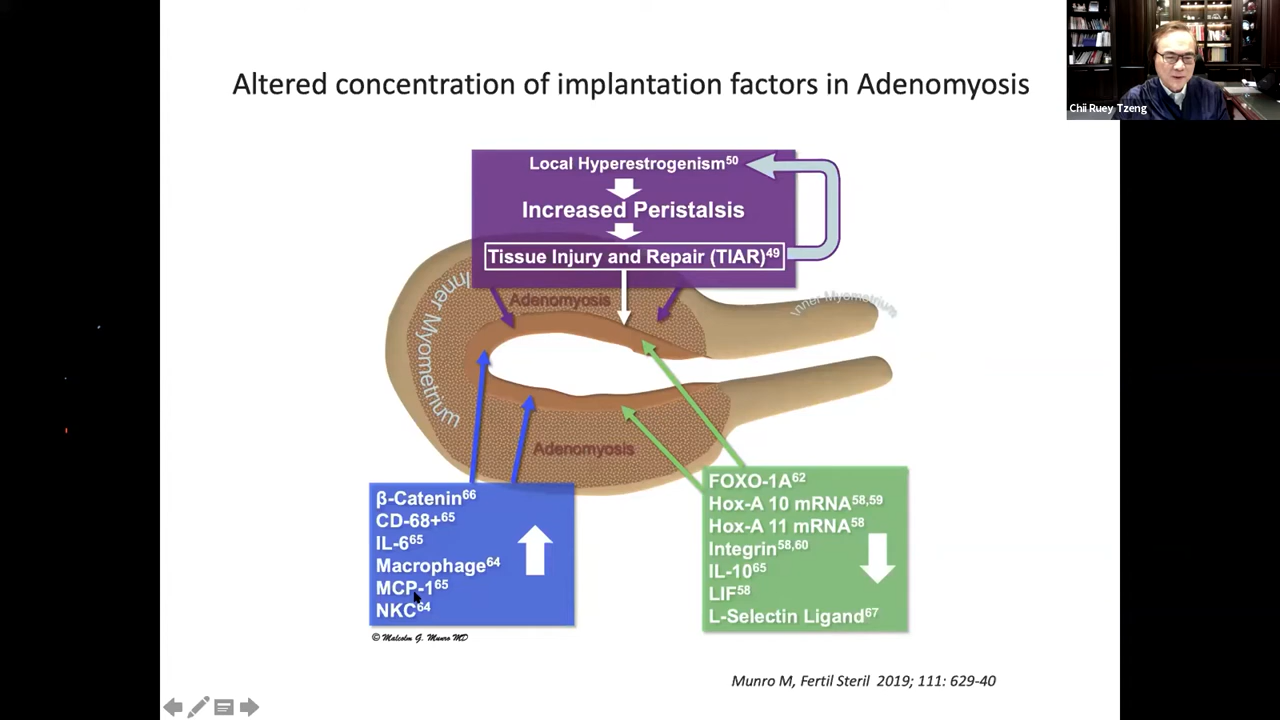 Altered concentration of implantation factors in Adenomyosis
Chii Ruey Tzeng
Local Hyperestrogenism50
Increased Peristalsis
Tissue Injury and Repair (TIAR)49
Adenomyosis
Inner Myometrium
Inner Myometrium
Adenomyosis
β-Catenin66
CD-68+65
IL-665
Macrophage64
MCP-165
NKC64
FOXO-1A62
Hox-A 10 mRNA58,59
Hox-A 11 mRNA58
Integrin58,60
IL-1065
LIF58
L-Selectin Ligand67
© Malcolm G. Munro MD
Munro M, Fertil Steril 2019; 111: 629-40